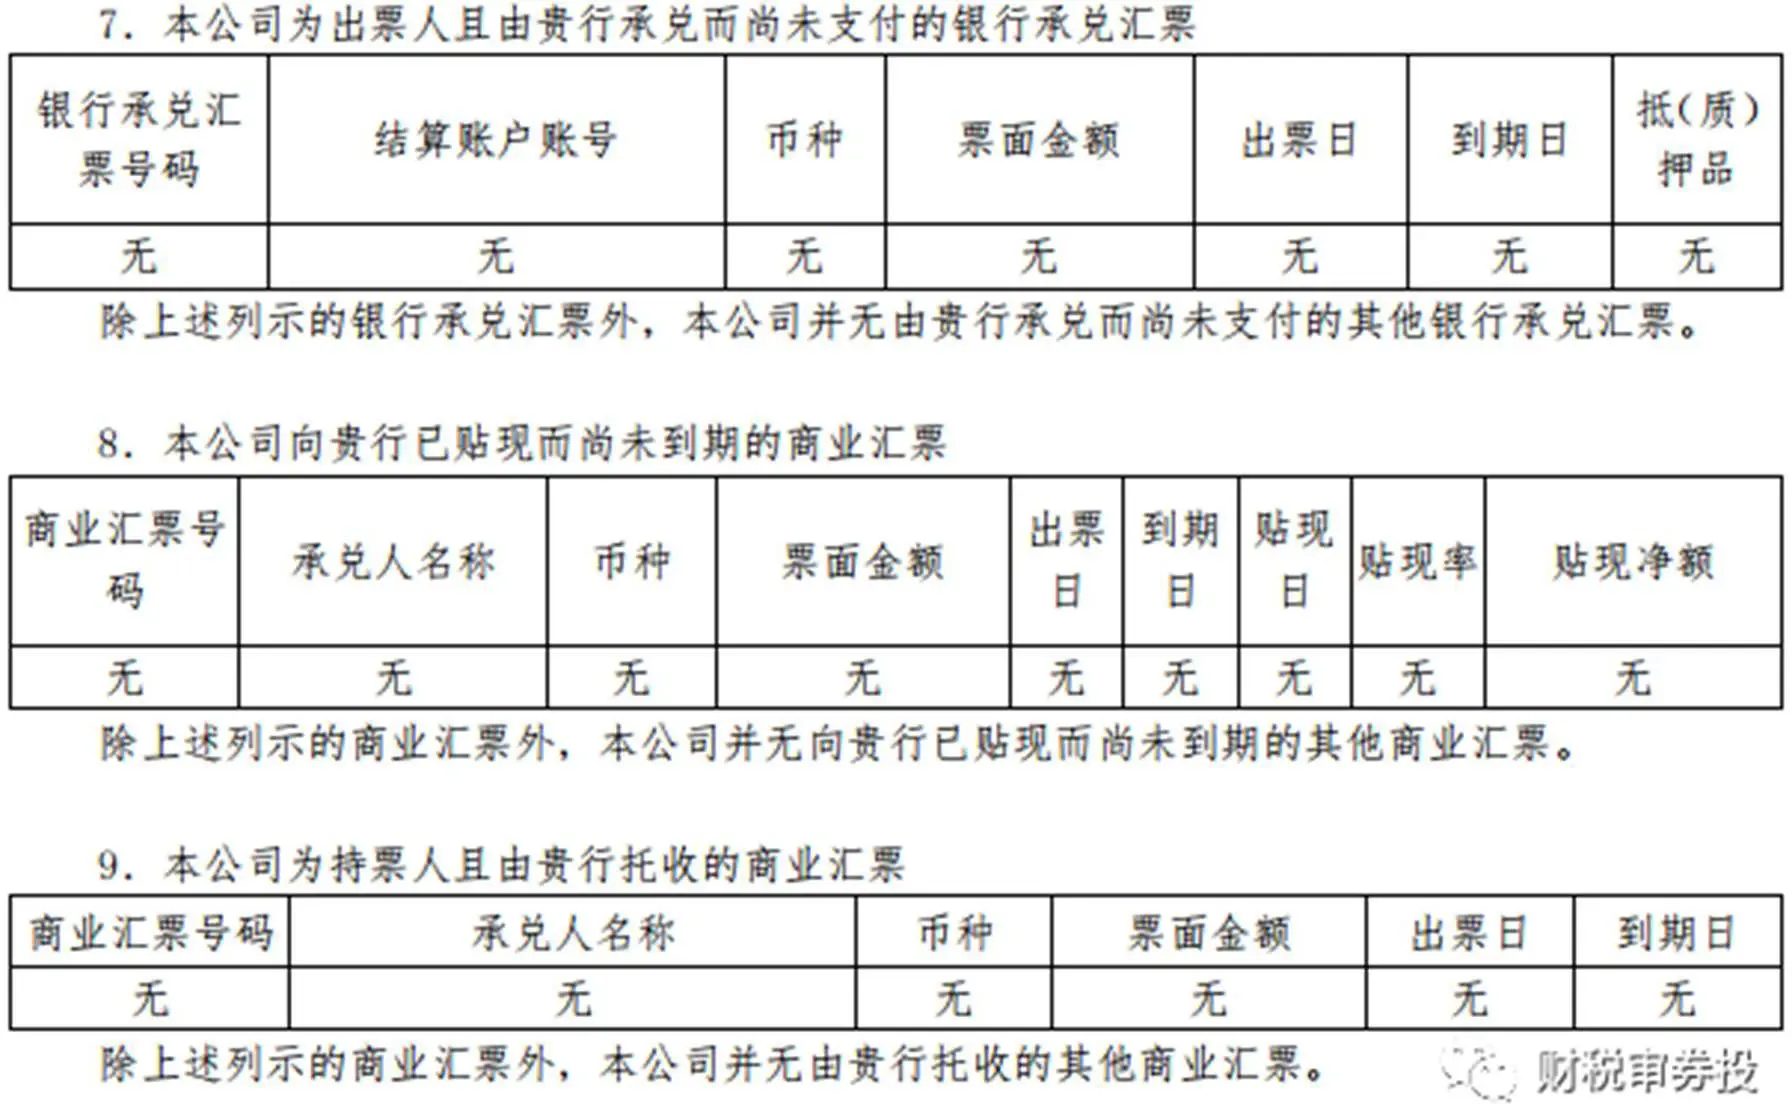 7. 本公司为出票人且由贵行承兑而尚未支付的银行承兑汇票
银行承兑汇票号码 结算账户账号 币种 票面金额 出票日 到期日 抵(质)押品
无 无 无 无 无 无 无
除上述列示的银行承兑汇票外，本公司并无由贵行承兑而尚未支付的其他银行承兑汇票。
8. 本公司向贵行已贴现而尚未到期的商业汇票
商业汇票号码 承兑人名称 币种 票面金额 出票日 到期日 贴现日 贴现率 贴现净额
无 无 无 无 无 无 无 无 无
除上述列示的商业汇票外，本公司并无向贵行已贴现而尚未到期的其他商业汇票。
9. 本公司为持票人且由贵行托收的商业汇票
商业汇票号码 承兑人名称 币种 票面金额 出票日 到期日
无 无 无 无 无 无
除上述列示的商业汇票外，本公司并无由贵行托收的其他商业汇票。
财税审券投